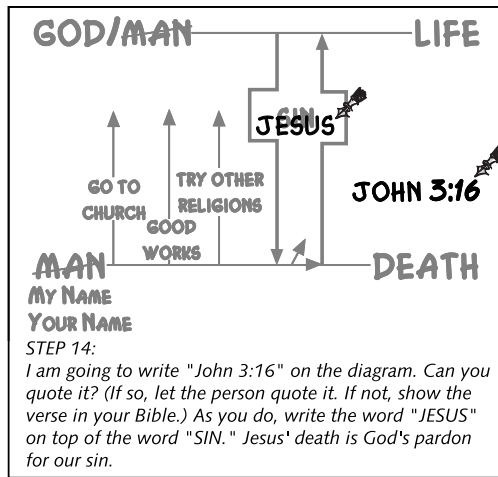 GOD/MAN LIFE
SIN
JESUS
JOHN 3:16
GO TO
CHURCH
GOOD
WORKS
TRY OTHER
RELIGIONS
MAN DEATH
MY NAME
YOUR NAME
STEP 14:
I am going to write "John 3:16" on the diagram. Can you
quote it? (If so, let the person quote it. If not, show the
verse in your Bible.) As you do, write the word "JESUS"
on top of the word "SIN." Jesus' death is God's pardon
for our sin.